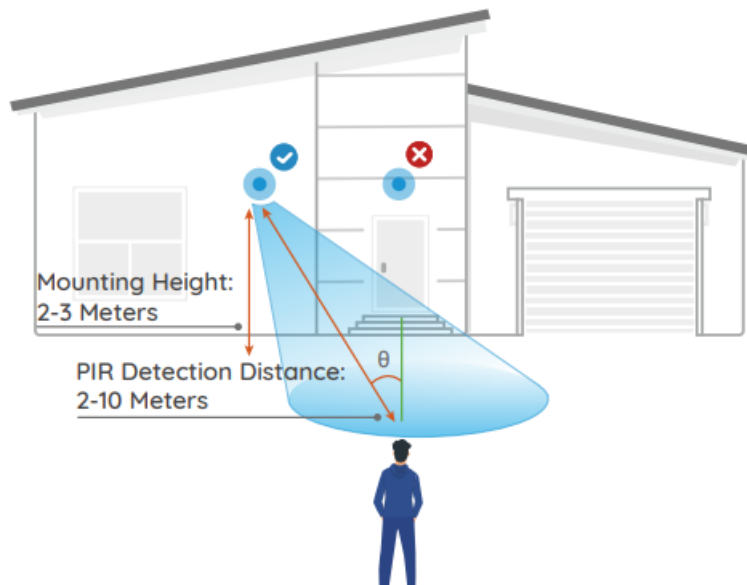 Mounting Height:
2-3 Meters
θ
PIR Detection Distance:
2-10 Meters